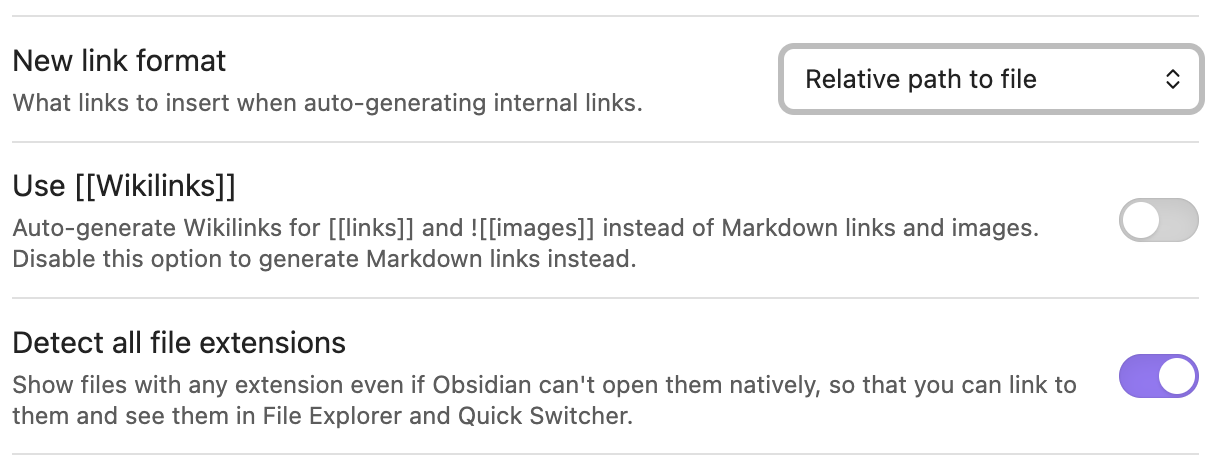 New link format
Relative path to file
What links to insert when auto-generating internal links.
Use [[Wikilinks]]
Auto-generate Wikilinks for [[links]] and ![[images]] instead of Markdown links and images.
Disable this option to generate Markdown links instead.
Detect all file extensions
Show files with any extension even if Obsidian can't open them natively, so that you can link to
them and see them in File Explorer and Quick Switcher.